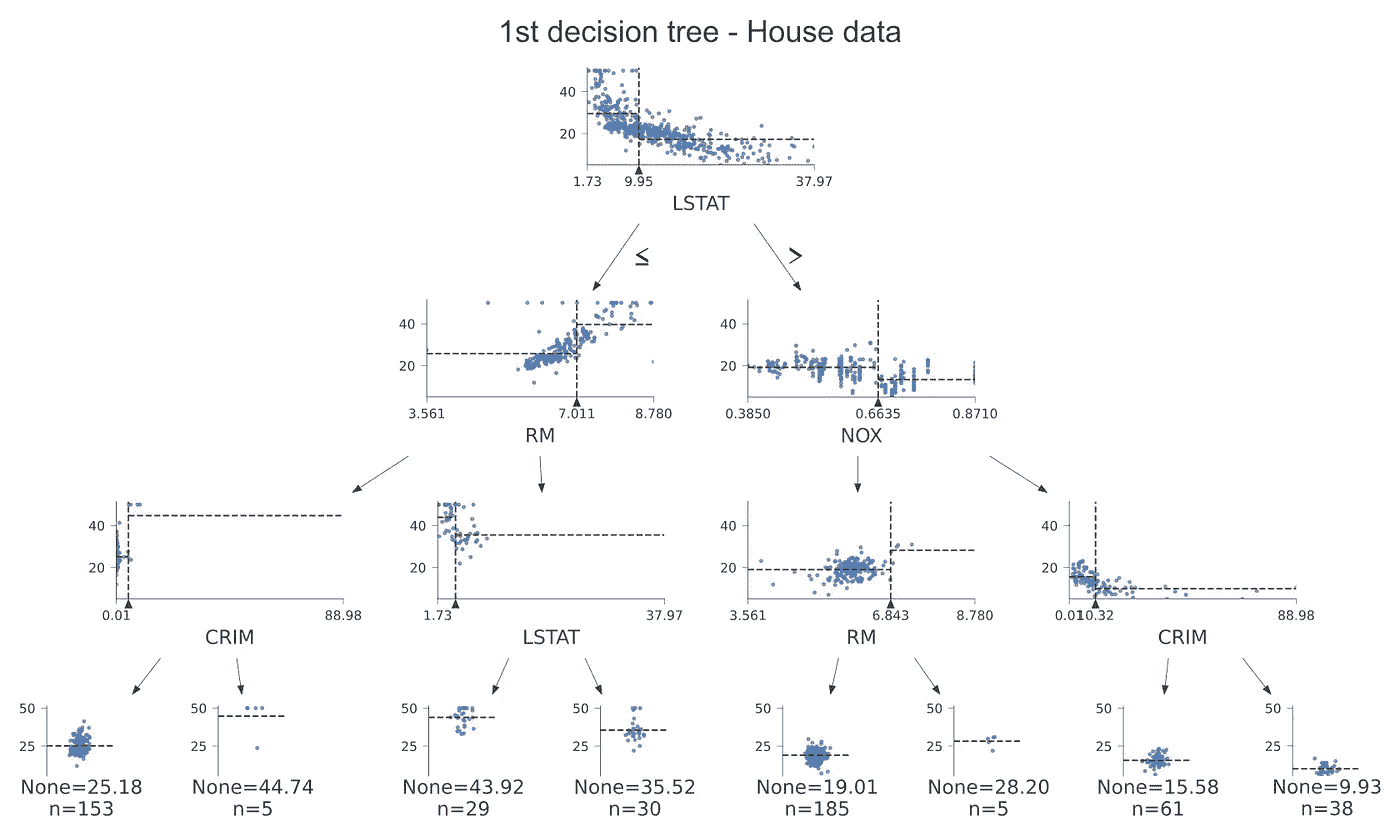 1st decision tree - House data
40
20
1.73 9.95 37.97
LSTAT
≤ >
40
20
3.561 7.011 8.780
RM
40
20
0.3850 0.6635 0.8710
NOX
40
20
0.01 88.98
CRIM
40
20
1.73 37.97
LSTAT
40
20
3.561 6.843 8.780
RM
40
20
0.01 10.32 88.98
CRIM
50
25
None=25.18
n=153
50
25
None=44.74
n=5
50
25
None=43.92
n=29
50
25
None=35.52
n=30
50
25
None=19.01
n=185
50
25
None=28.20
n=5
50
25
None=15.58
n=61
50
25
None=9.93
n=38